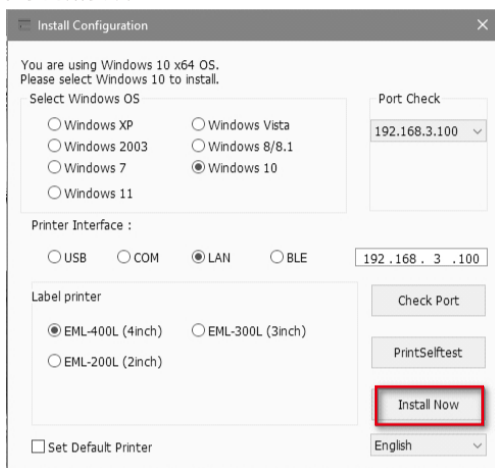 Install Configuration
You are using Windows 10 x64 OS.
Please select Windows 10 to install.
Select Windows OS
Port Check
Windows XP
Windows Vista
192.168.3.100
Windows 2003
Windows 8/8.1
Windows 7
Windows 10
Windows 11
Printer Interface :
USB
COM
LAN
BLE
192 . 168 . 3 . 100
Label printer
Check Port
EML-400L (4inch)
EML-300L (3inch)
EML-200L (2inch)
PrintSelftest
Install Now
Set Default Printer
English